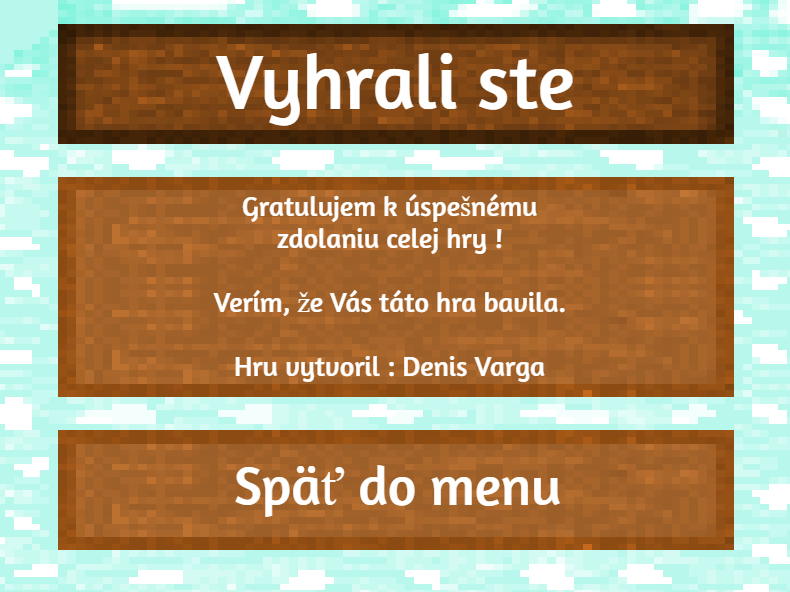 Vyhrali ste
Gratulujem k úspešnému
zdolaniu celej hry !
Verím, že Vás táto hra bavila.
Hru vytvoril : Denis Varga
Späť do menu